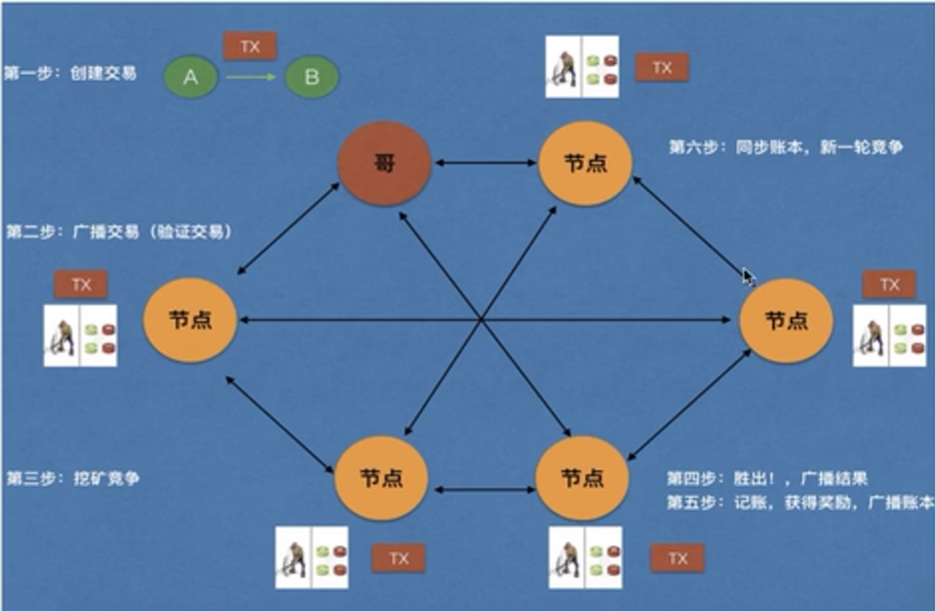 TX
第一步：创建交易
A
B
TX
哥
节点
第六步：同步账本，新一轮竞争
第二步：广播交易（验证交易）
TX
节点
节点
TX
第三步：挖矿竞争
节点
节点
第四步：胜出！，广播结果
第五步：记账，获得奖励，广播账本
TX
TX